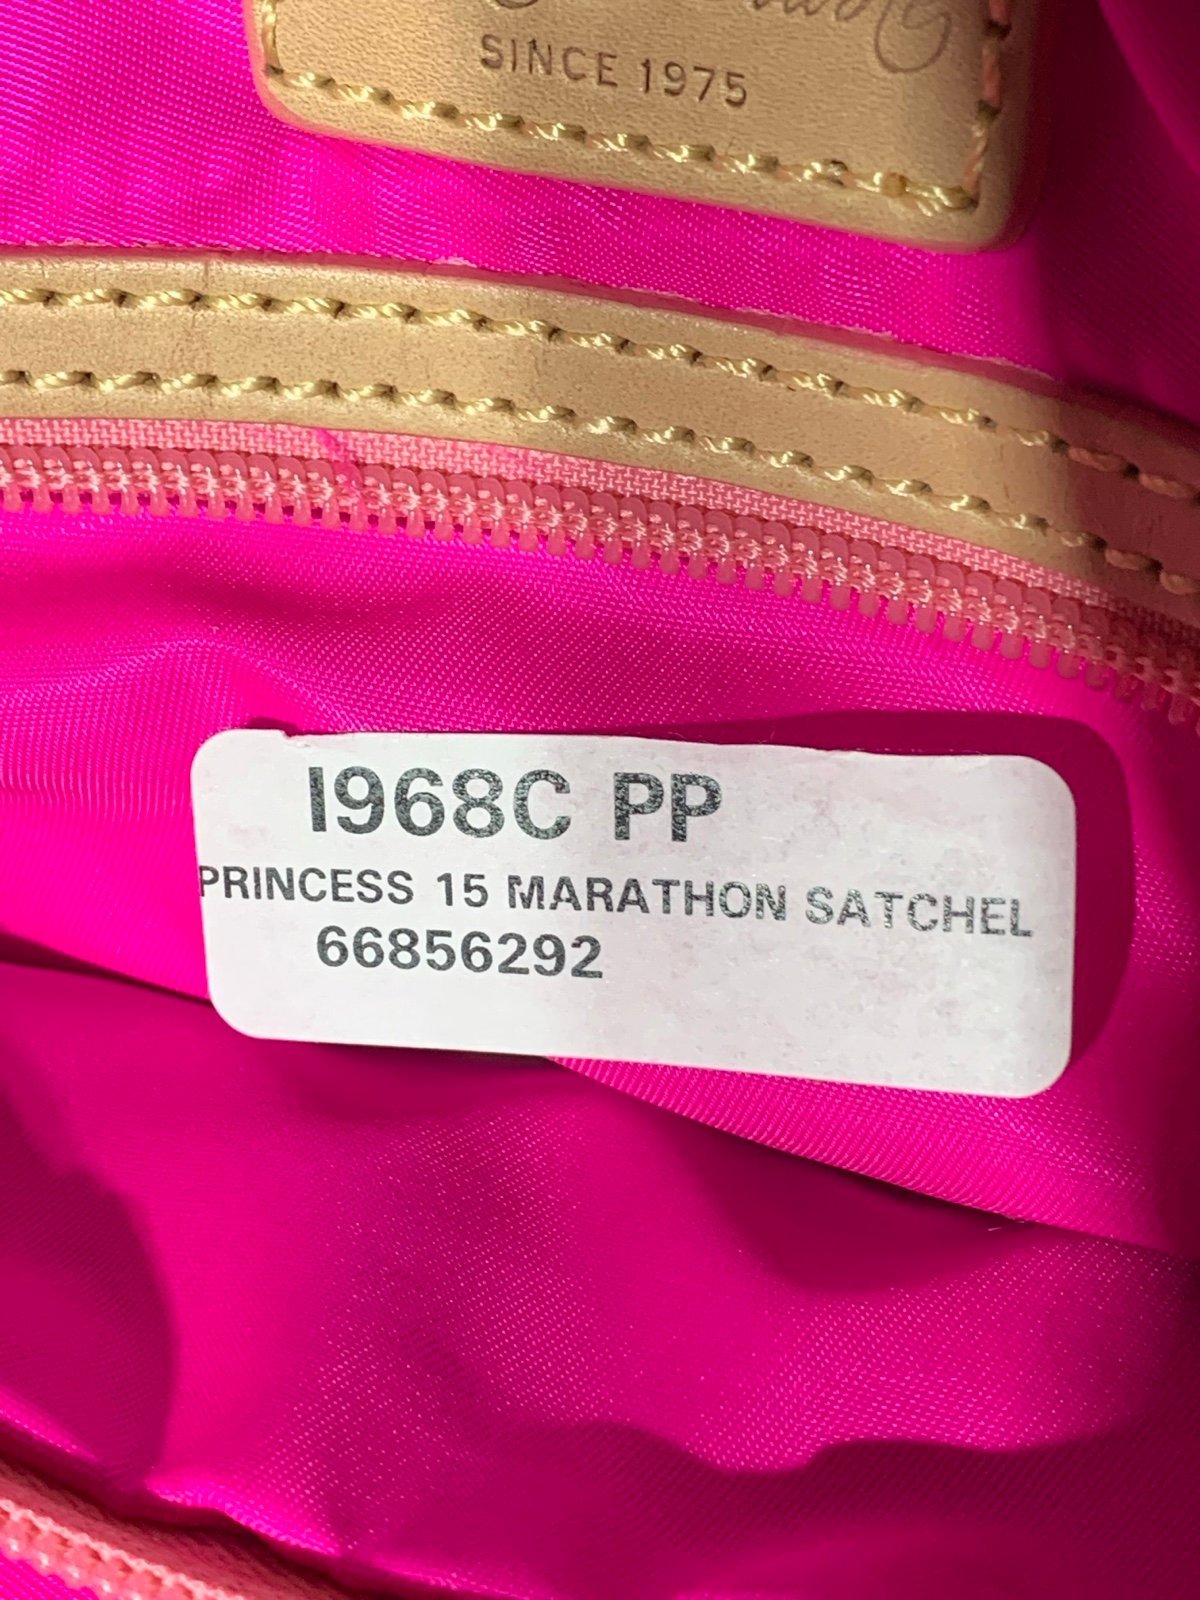 SINCE 1975
I968C PP
PRINCESS 15 MARATHON SATCHEL
66856292